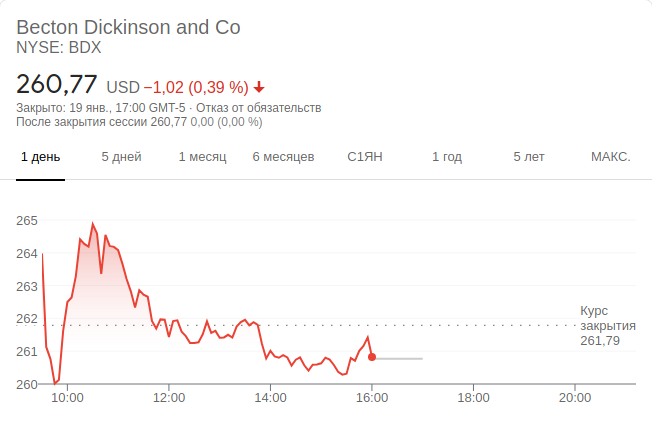 Becton Dickinson and Co
NYSE: BDX
260,77 USD −1,02 (0,39 %)
Закрыто: 19 янв., 17:00 GMT-5 · Отказ от обязательств
После закрытия сессии 260,77 0,00 (0,00 %)
1 день 5 дней 1 месяц 6 месяцев С1ЯН 1 год 5 лет МАКС.
265
264
263
262
261
260
Курс
закрытия
261,79
10:00 12:00 14:00 16:00 18:00 20:00